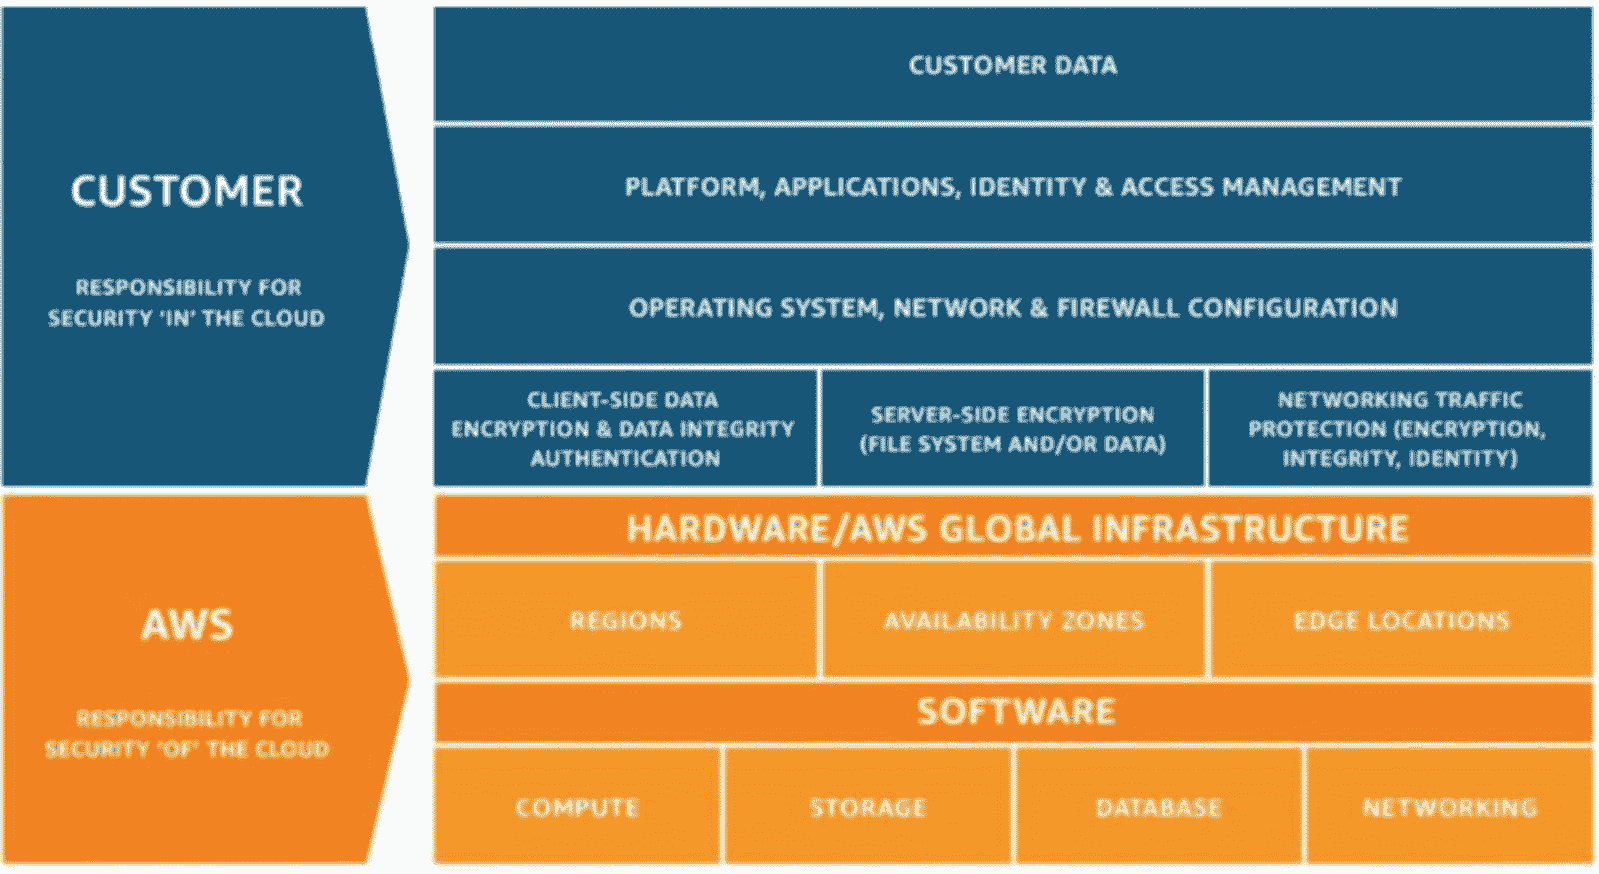 CUSTOMER
RESPONSIBILITY FOR
SECURITY 'IN' THE CLOUD
CUSTOMER DATA
PLATFORM, APPLICATIONS, IDENTITY & ACCESS MANAGEMENT
OPERATING SYSTEM, NETWORK & FIREWALL CONFIGURATION
CLIENT-SIDE DATA
ENCRYPTION & DATA INTEGRITY
AUTHENTICATION
SERVER-SIDE ENCRYPTION
(FILE SYSTEM AND/OR DATA)
NETWORKING TRAFFIC
PROTECTION (ENCRYPTION,
INTEGRITY, IDENTITY)
AWS
RESPONSIBILITY FOR
SECURITY 'OF' THE CLOUD
HARDWARE/AWS GLOBAL INFRASTRUCTURE
REGIONS
AVAILABILITY ZONES
EDGE LOCATIONS
SOFTWARE
COMPUTE
STORAGE
DATABASE
NETWORKING